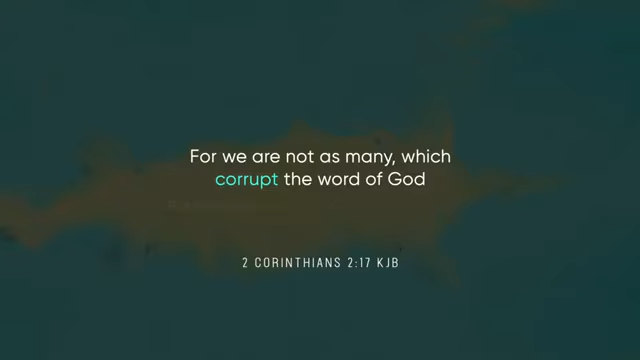 For we are not as many, which
corrupt the word of God
2 CORINTHIANS 2:17 KJB